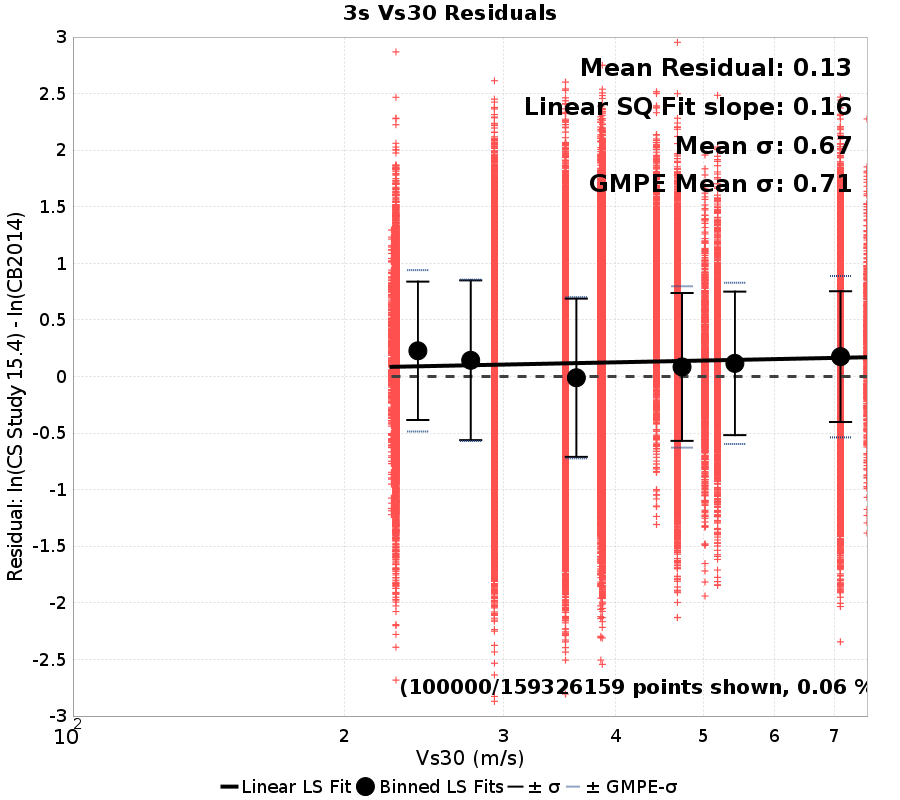 3s Vs30 Residuals
3
2.5
2
1.5
1
0.5
0
-0.5
-1
-1.5
-2
-2.5
-3
Residual: ln(CS Study 15.4) - ln(CB2014)
Mean Residual: 0.13
Linear SQ Fit slope: 0.16
Mean σ: 0.67
GMPE Mean σ: 0.71
(100000/159326159 points shown, 0.06 %
10² 2 3 4 5 6 7
Vs30 (m/s)
Linear LS Fit Binned LS Fits ± σ ± GMPE-σ